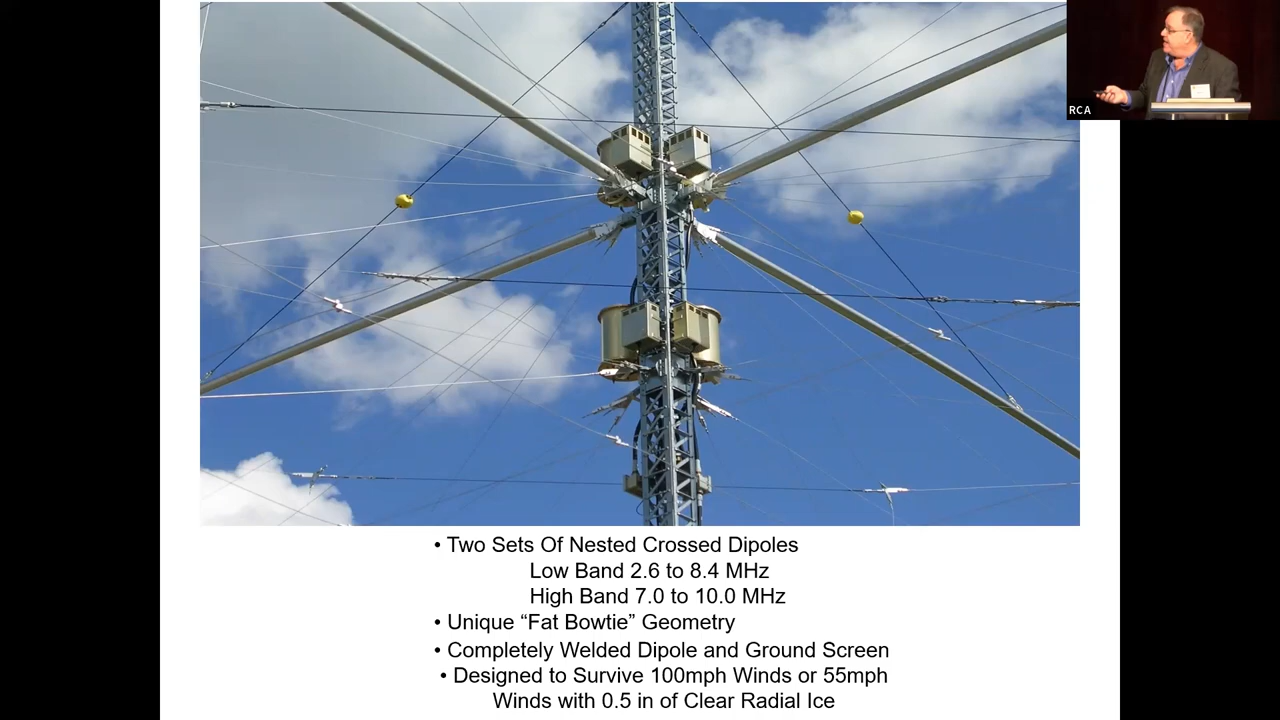 RCA
• Two Sets Of Nested Crossed Dipoles
Low Band 2.6 to 8.4 MHz
High Band 7.0 to 10.0 MHz
• Unique “Fat Bowtie” Geometry
• Completely Welded Dipole and Ground Screen
• Designed to Survive 100mph Winds or 55mph
Winds with 0.5 in of Clear Radial Ice